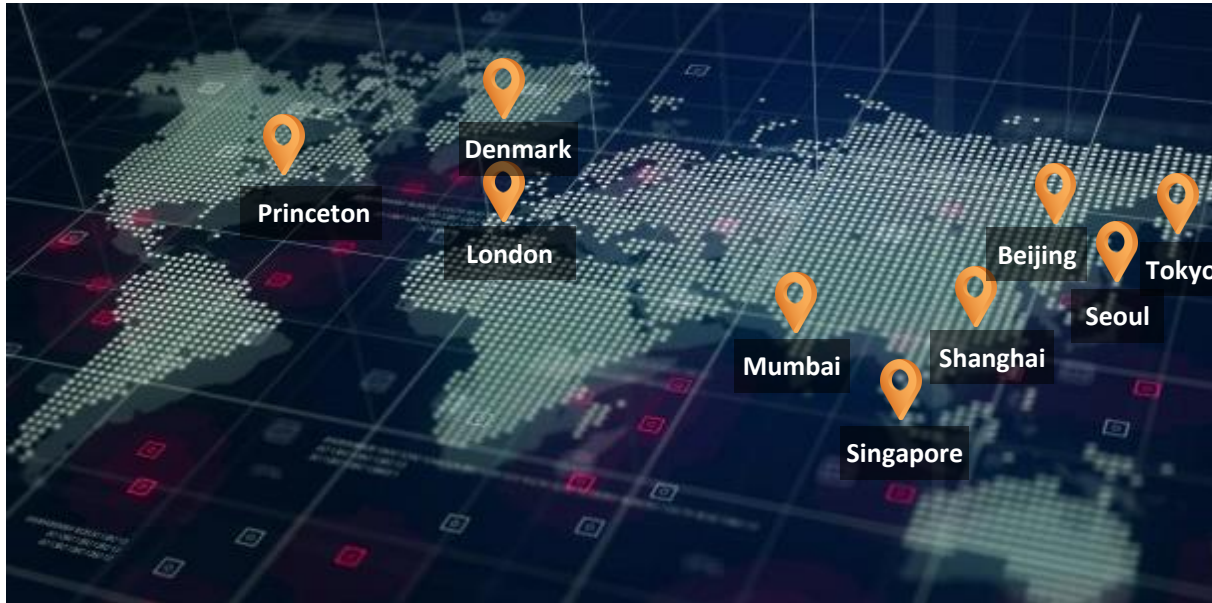 Denmark
Princeton
London
Beijing
Tokyo
Seoul
Mumbai
Shanghai
Singapore